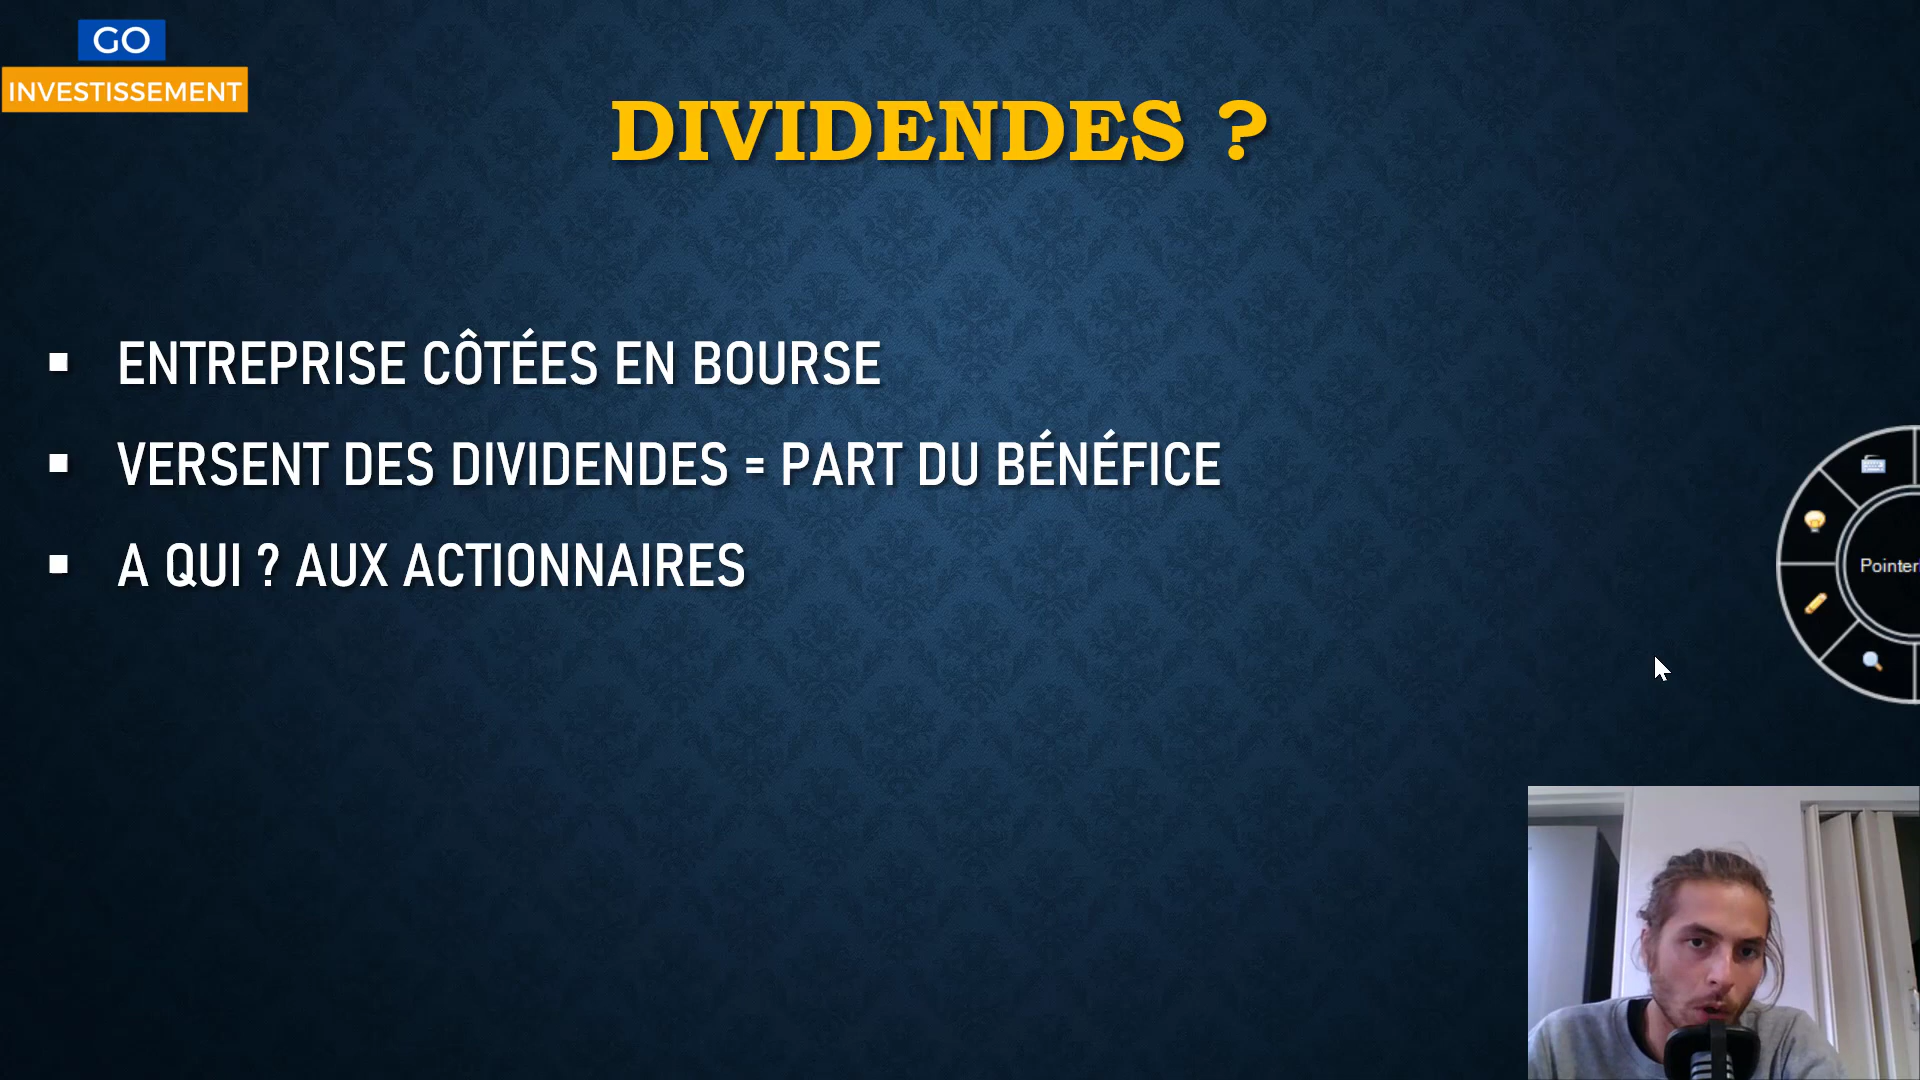 GO
INVESTISSEMENT
DIVIDENDES ?
▪ ENTREPRISE CÔTÉES EN BOURSE
▪ VERSENT DES DIVIDENDES = PART DU BÉNÉFICE
▪ A QUI ? AUX ACTIONNAIRES
Pointer